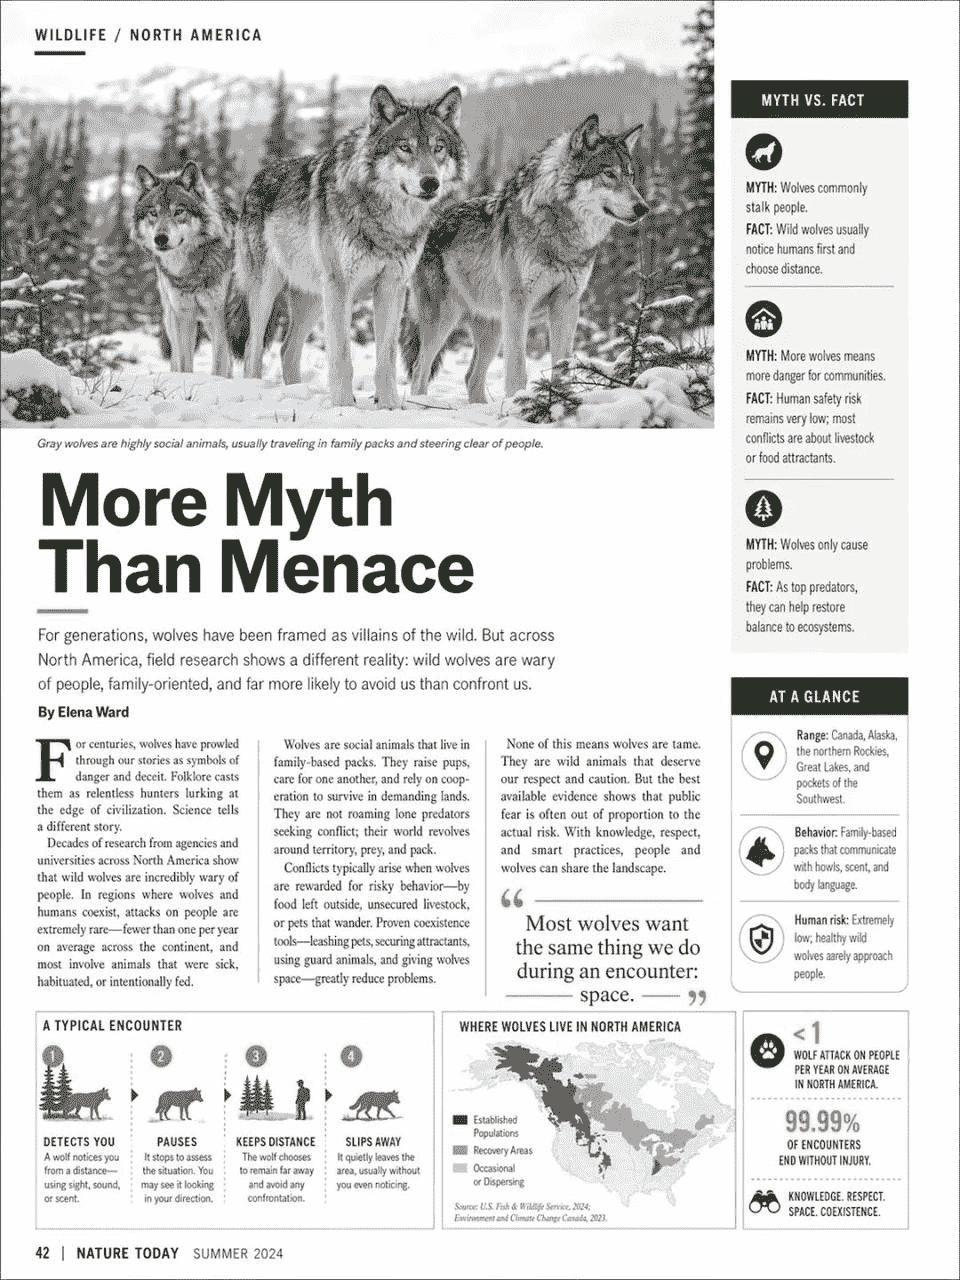 WILDLIFE / NORTH AMERICA
Gray wolves are highly social animals, usually traveling in family packs and steering clear of people.
More Myth
Than Menace
For generations, wolves have been framed as villains of the wild. But across
North America, field research shows a different reality: wild wolves are wary
of people, family-oriented, and far more likely to avoid us than confront us.
By Elena Ward
For centuries, wolves have prowled
through our stories as symbols of
danger and deceit. Folklore casts
them as relentless hunters lurking at
the edge of civilization. Science tells
a different story.
Decades of research from agencies and
universities across North America show
that wild wolves are incredibly wary of
people. In regions where wolves and
humans coexist, attacks on people are
extremely rare—fewer than one per year
on average across the continent, and
most involve animals that were sick,
habituated, or intentionally fed.
Wolves are social animals that live in
family-based packs. They raise pups,
care for one another, and rely on coop-
eration to survive in demanding lands.
They are not roaming lone predators
seeking conflict; their world revolves
around territory, prey, and pack.
Conflicts typically arise when wolves
are rewarded for risky behavior—by
food left outside, unsecured livestock,
or pets that wander. Proven coexistence
tools—leashing pets, securing attractants,
using guard animals, and giving wolves
space—greatly reduce problems.
None of this means wolves are tame.
They are wild animals that deserve
our respect and caution. But the best
available evidence shows that public
fear is often out of proportion to the
actual risk. With knowledge, respect,
and smart practices, people and
wolves can share the landscape.
“
Most wolves want
the same thing we do
during an encounter:
space. ”
MYTH VS. FACT
MYTH: Wolves commonly
stalk people.
FACT: Wild wolves usually
notice humans first and
choose distance.
MYTH: More wolves means
more danger for communities.
FACT: Human safety risk
remains very low; most
conflicts are about livestock
or food attractants.
MYTH: Wolves only cause
problems.
FACT: As top predators,
they can help restore
balance to ecosystems.
AT A GLANCE
Range: Canada, Alaska,
the northern Rockies,
Great Lakes, and
pockets of the
Southwest.
Behavior: Family-based
packs that communicate
with howls, scent, and
body language.
Human risk: Extremely
low; healthy wild
wolves aarely approach
people.
A TYPICAL ENCOUNTER
1
DETECTS YOU
A wolf notices you
from a distance—
using sight, sound,
or scent.
2
PAUSES
It stops to assess
the situation. You
may see it looking
in your direction.
3
KEEPS DISTANCE
The wolf chooses
to remain far away
and avoid any
confrontation.
4
SLIPS AWAY
It quietly leaves the
area, usually without
you even noticing.
WHERE WOLVES LIVE IN NORTH AMERICA
Established
Populations
Recovery Areas
Occasional
or Dispersing
Source: U.S. Fish & Wildlife Service, 2024;
Environment and Climate Change Canada, 2023.
<1
WOLF ATTACK ON PEOPLE
PER YEAR ON AVERAGE
IN NORTH AMERICA.
99.99%
OF ENCOUNTERS
END WITHOUT INJURY.
KNOWLEDGE. RESPECT.
SPACE. COEXISTENCE.
42 | NATURE TODAY SUMMER 2024